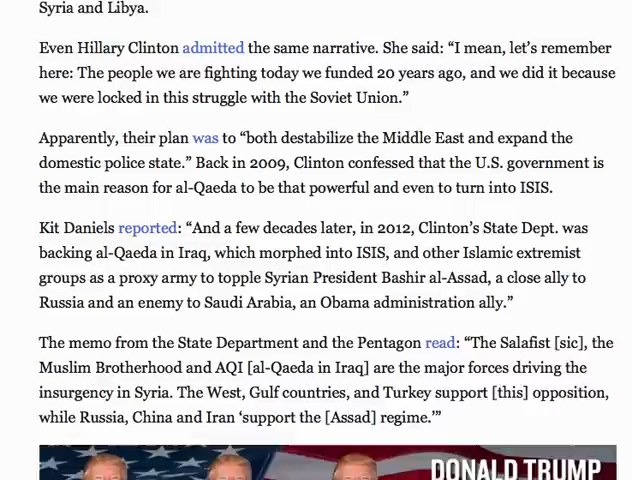 Syria and Libya.
Even Hillary Clinton admitted the same narrative. She said: “I mean, let’s remember
here: The people we are fighting today we funded 20 years ago, and we did it because
we were locked in this struggle with the Soviet Union.”
Apparently, their plan was to “both destabilize the Middle East and expand the
domestic police state.” Back in 2009, Clinton confessed that the U.S. government is
the main reason for al-Qaeda to be that powerful and even to turn into ISIS.
Kit Daniels reported: “And a few decades later, in 2012, Clinton’s State Dept. was
backing al-Qaeda in Iraq, which morphed into ISIS, and other Islamic extremist
groups as a proxy army to topple Syrian President Bashir al-Assad, a close ally to
Russia and an enemy to Saudi Arabia, an Obama administration ally.”
The memo from the State Department and the Pentagon read: “The Salafist [sic], the
Muslim Brotherhood and AQI [al-Qaeda in Iraq] are the major forces driving the
insurgency in Syria. The West, Gulf countries, and Turkey support [this] opposition,
while Russia, China and Iran ‘support the [Assad] regime.’”
DONALD TRUMP